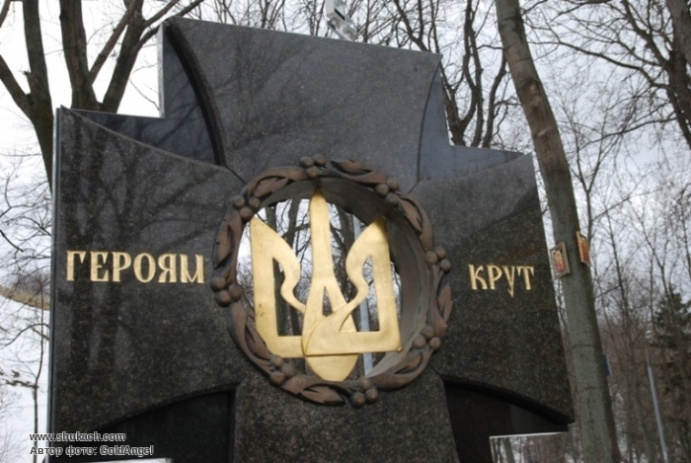 ГЕРОЯМ КРУТ
www.shukach.com
Автор фото: GoldAngel